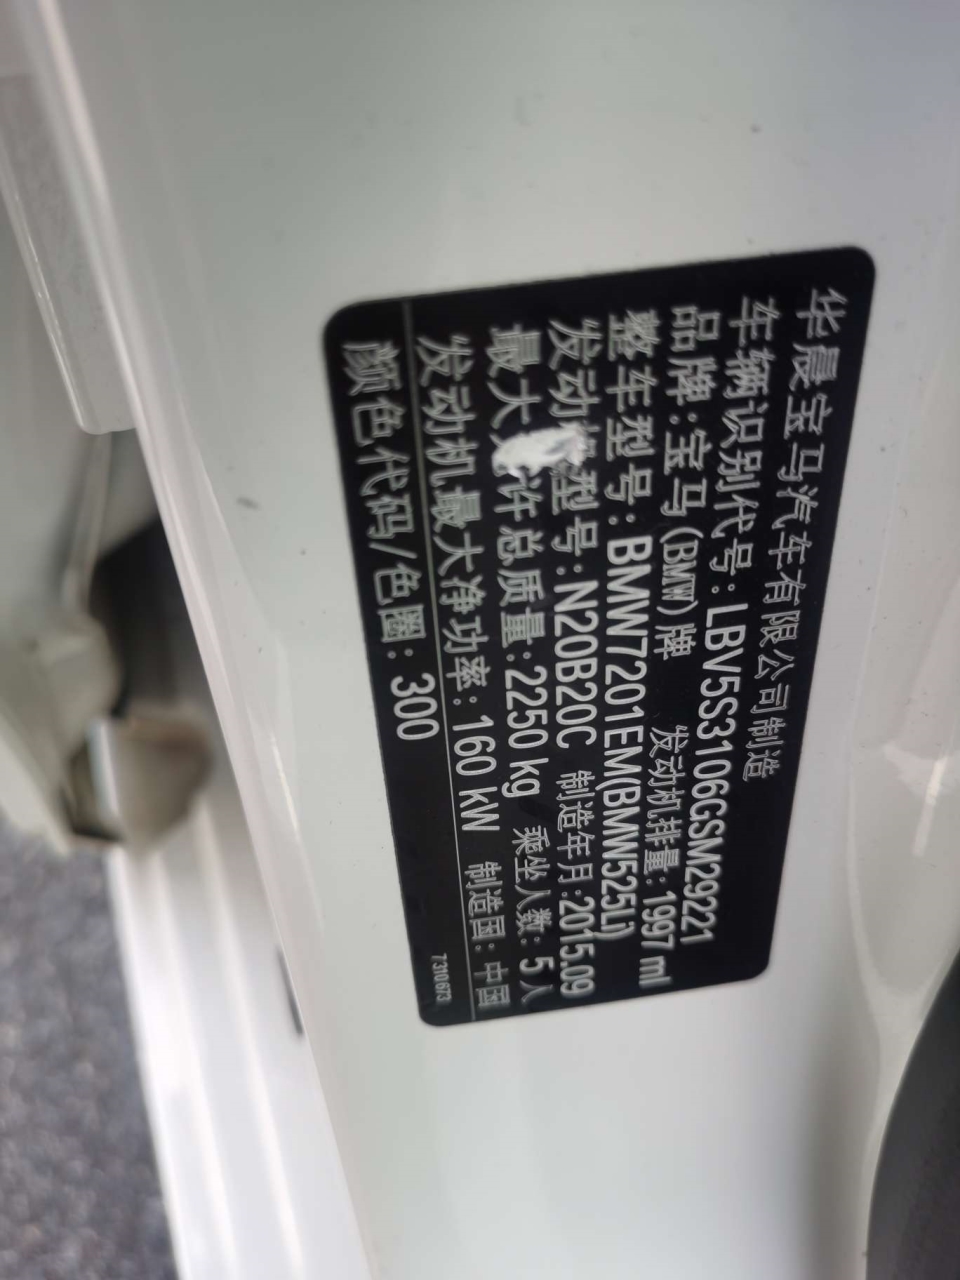 华晨宝马汽车有限公司制造
车辆识别代号：LBV5S3106GSM29221
品牌：宝马(BMW)牌 发动机排量：1997 ml
整车型号：BMW7201EM(BMW525Li)
发动 型号：N20B20C 制造年月：2015.09
最大 许总质量：2250 kg 乘坐人数：5人
发动机最大净功率：160 kW 制造国：中国
颜色代码/色圈：300
7310673